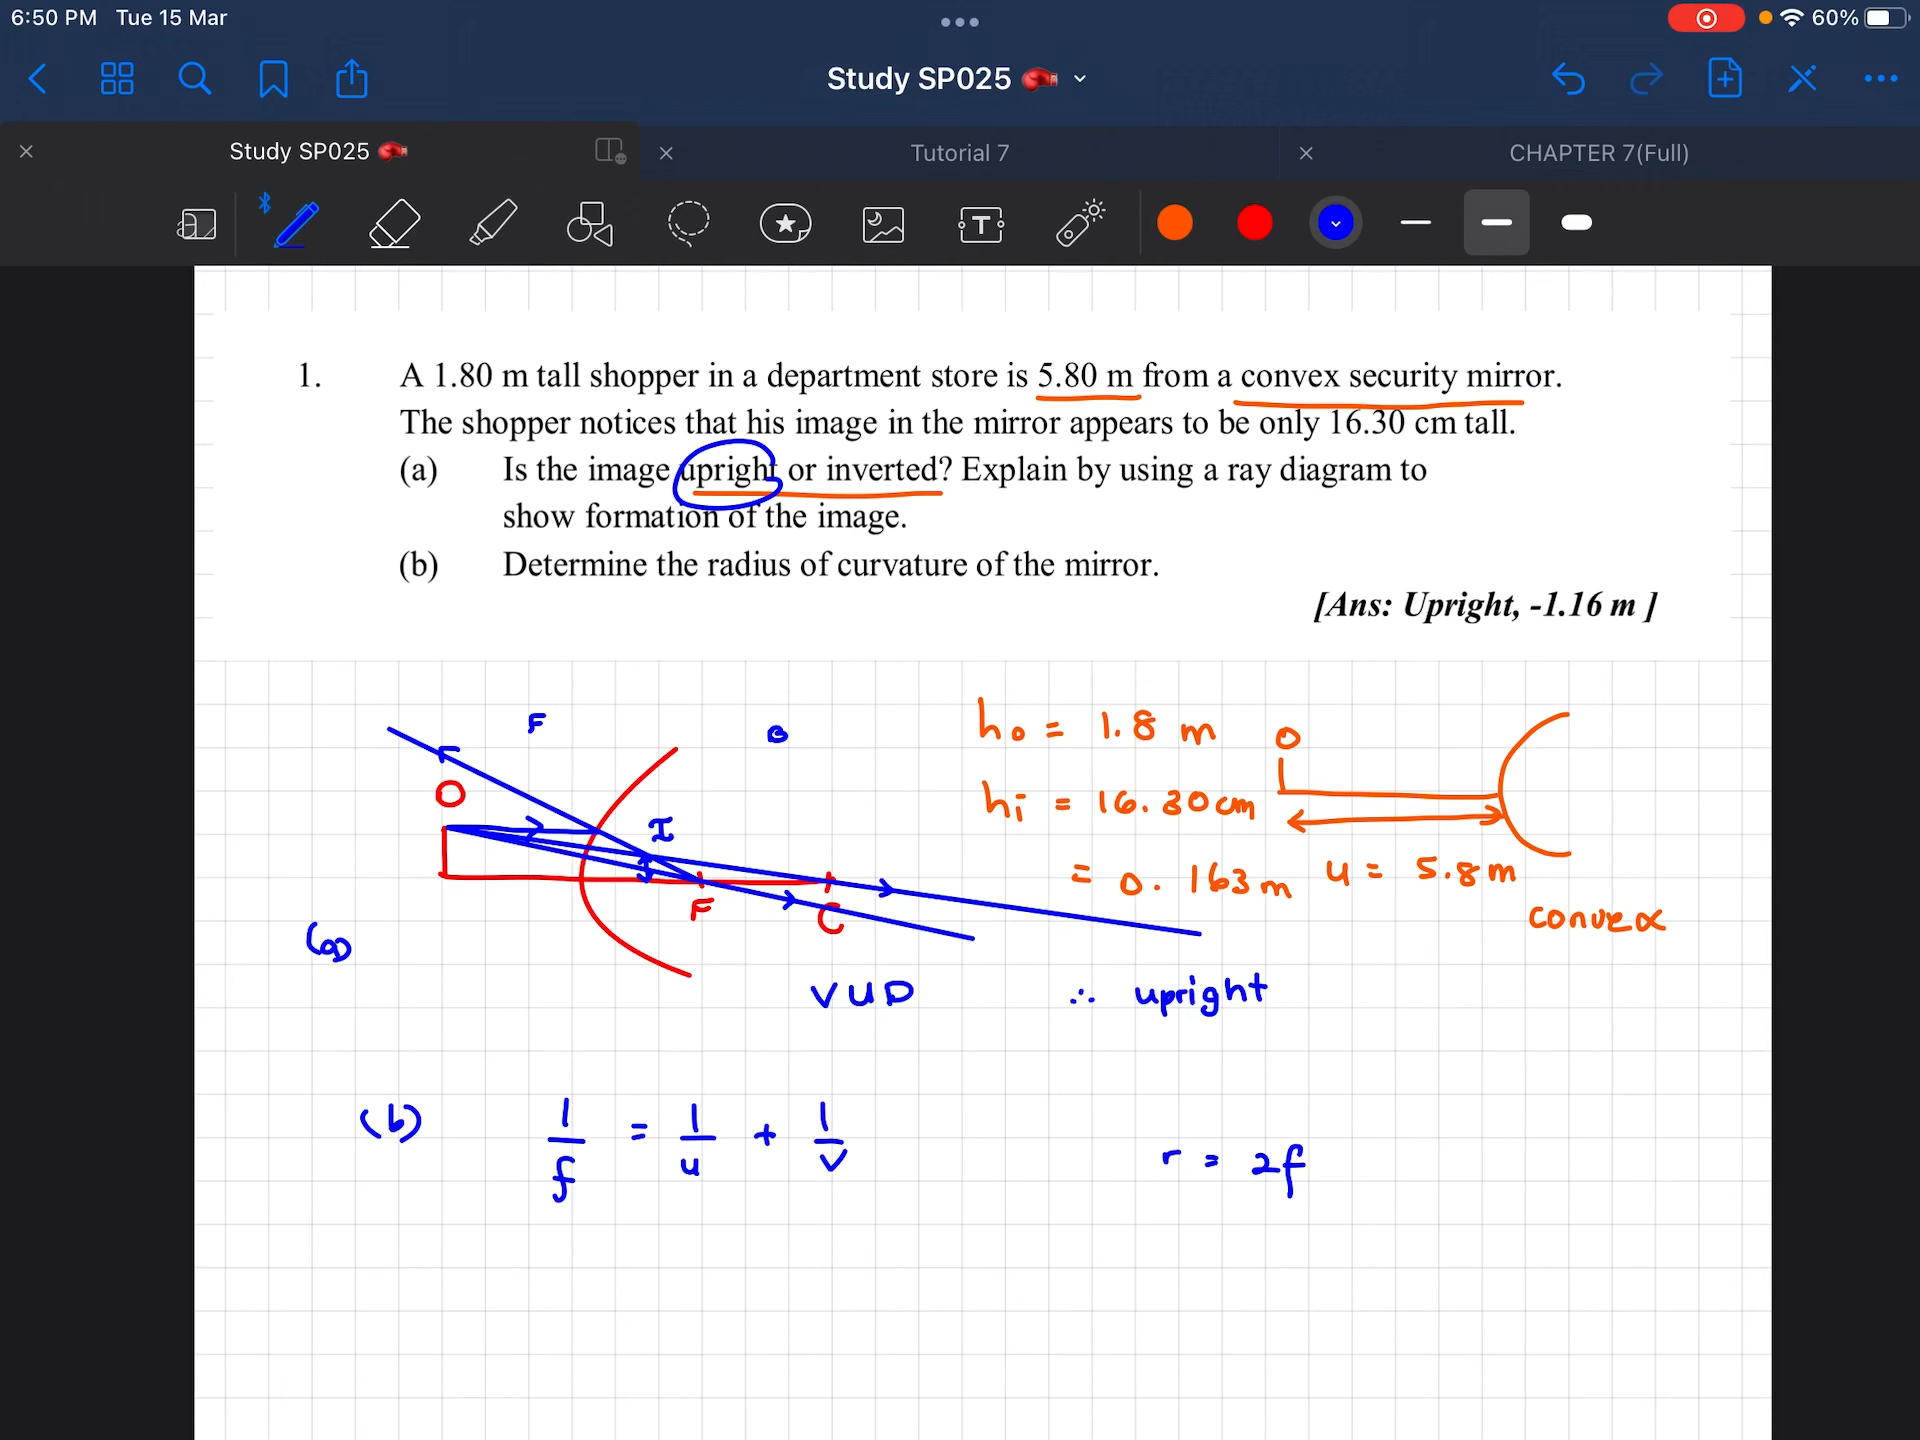 6:50 PM Tue 15 Mar
60%
Study SP025
Study SP025
Tutorial 7
CHAPTER 7(Full)
1. A 1.80 m tall shopper in a department store is 5.80 m from a convex security mirror.
The shopper notices that his image in the mirror appears to be only 16.30 cm tall.
(a) Is the image upright or inverted? Explain by using a ray diagram to
show formation of the image.
(b) Determine the radius of curvature of the mirror.
[Ans: Upright, -1.16 m ]
F B
O
I
F C
ho = 1.8 m
hi = 16.30cm
= 0.163m
O
u = 5.8m
convex
(a)
VUD ∴ upright
(b) 1/f = 1/u + 1/v
r = 2f